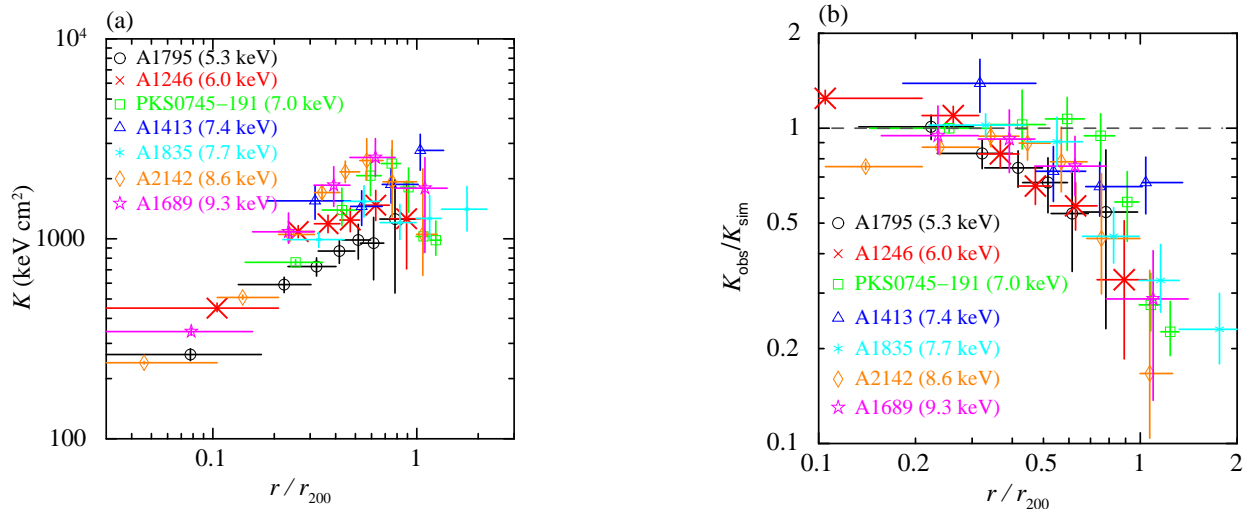 (a)
10⁴
1000
100
K (keV cm²)
A1795 (5.3 keV)
A1246 (6.0 keV)
PKS0745−191 (7.0 keV)
A1413 (7.4 keV)
A1835 (7.7 keV)
A2142 (8.6 keV)
A1689 (9.3 keV)
0.1 1
r / r₂₀₀
(b)
2
1
0.5
0.2
0.1
K_obs/K_sim
A1795 (5.3 keV)
A1246 (6.0 keV)
PKS0745−191 (7.0 keV)
A1413 (7.4 keV)
A1835 (7.7 keV)
A2142 (8.6 keV)
A1689 (9.3 keV)
0.1 0.2 0.5 1 2
r / r₂₀₀